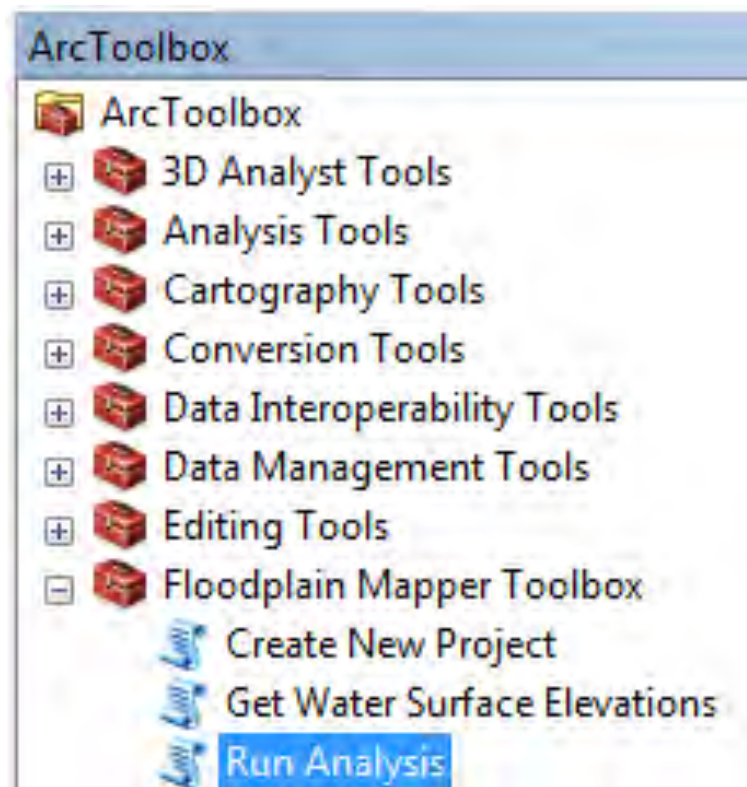 ArcToolbox
ArcToolbox
3D Analyst Tools
Analysis Tools
Cartography Tools
Conversion Tools
Data Interoperability Tools
Data Management Tools
Editing Tools
Floodplain Mapper Toolbox
Create New Project
Get Water Surface Elevations
Run Analysis